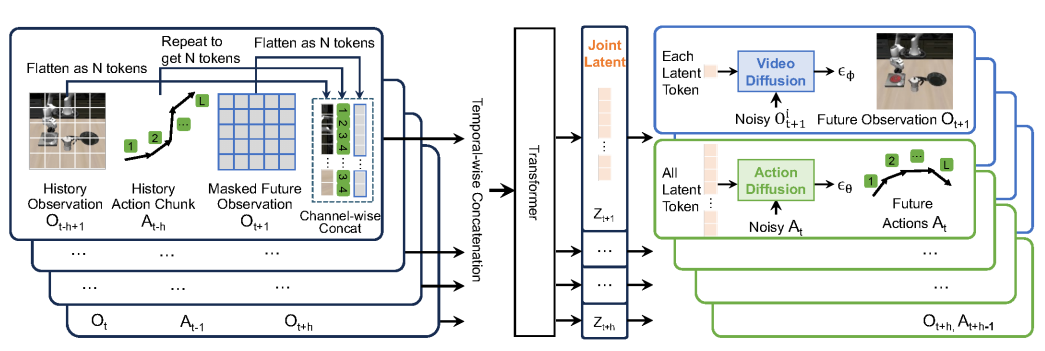 Repeat to
get N tokens
Flatten as N tokens
Flatten as N tokens
1
2
...
L
1
2
3
4
3
4
History
Observation
O_{t-h+1}
History
Action Chunk
A_{t-h}
Masked Future
Observation
O_{t+1}
Channel-wise
Concat
...
...
...
...
...
...
O_t
A_{t-1}
O_{t+h}
Temporal-wise Concatenation
Transformer
Joint
Latent
Z_{t+1}
...
...
Z_{t+h}
Each
Latent
Token
Video
Diffusion
ϵ_ϕ
Noisy O^i_{t+1}
Future Observation O_{t+1}
All
Latent
Token
Action
Diffusion
ϵ_θ
Noisy A_t
1
2
...
L
Future
Actions A_t
O_{t+h}, A_{t+h-1}